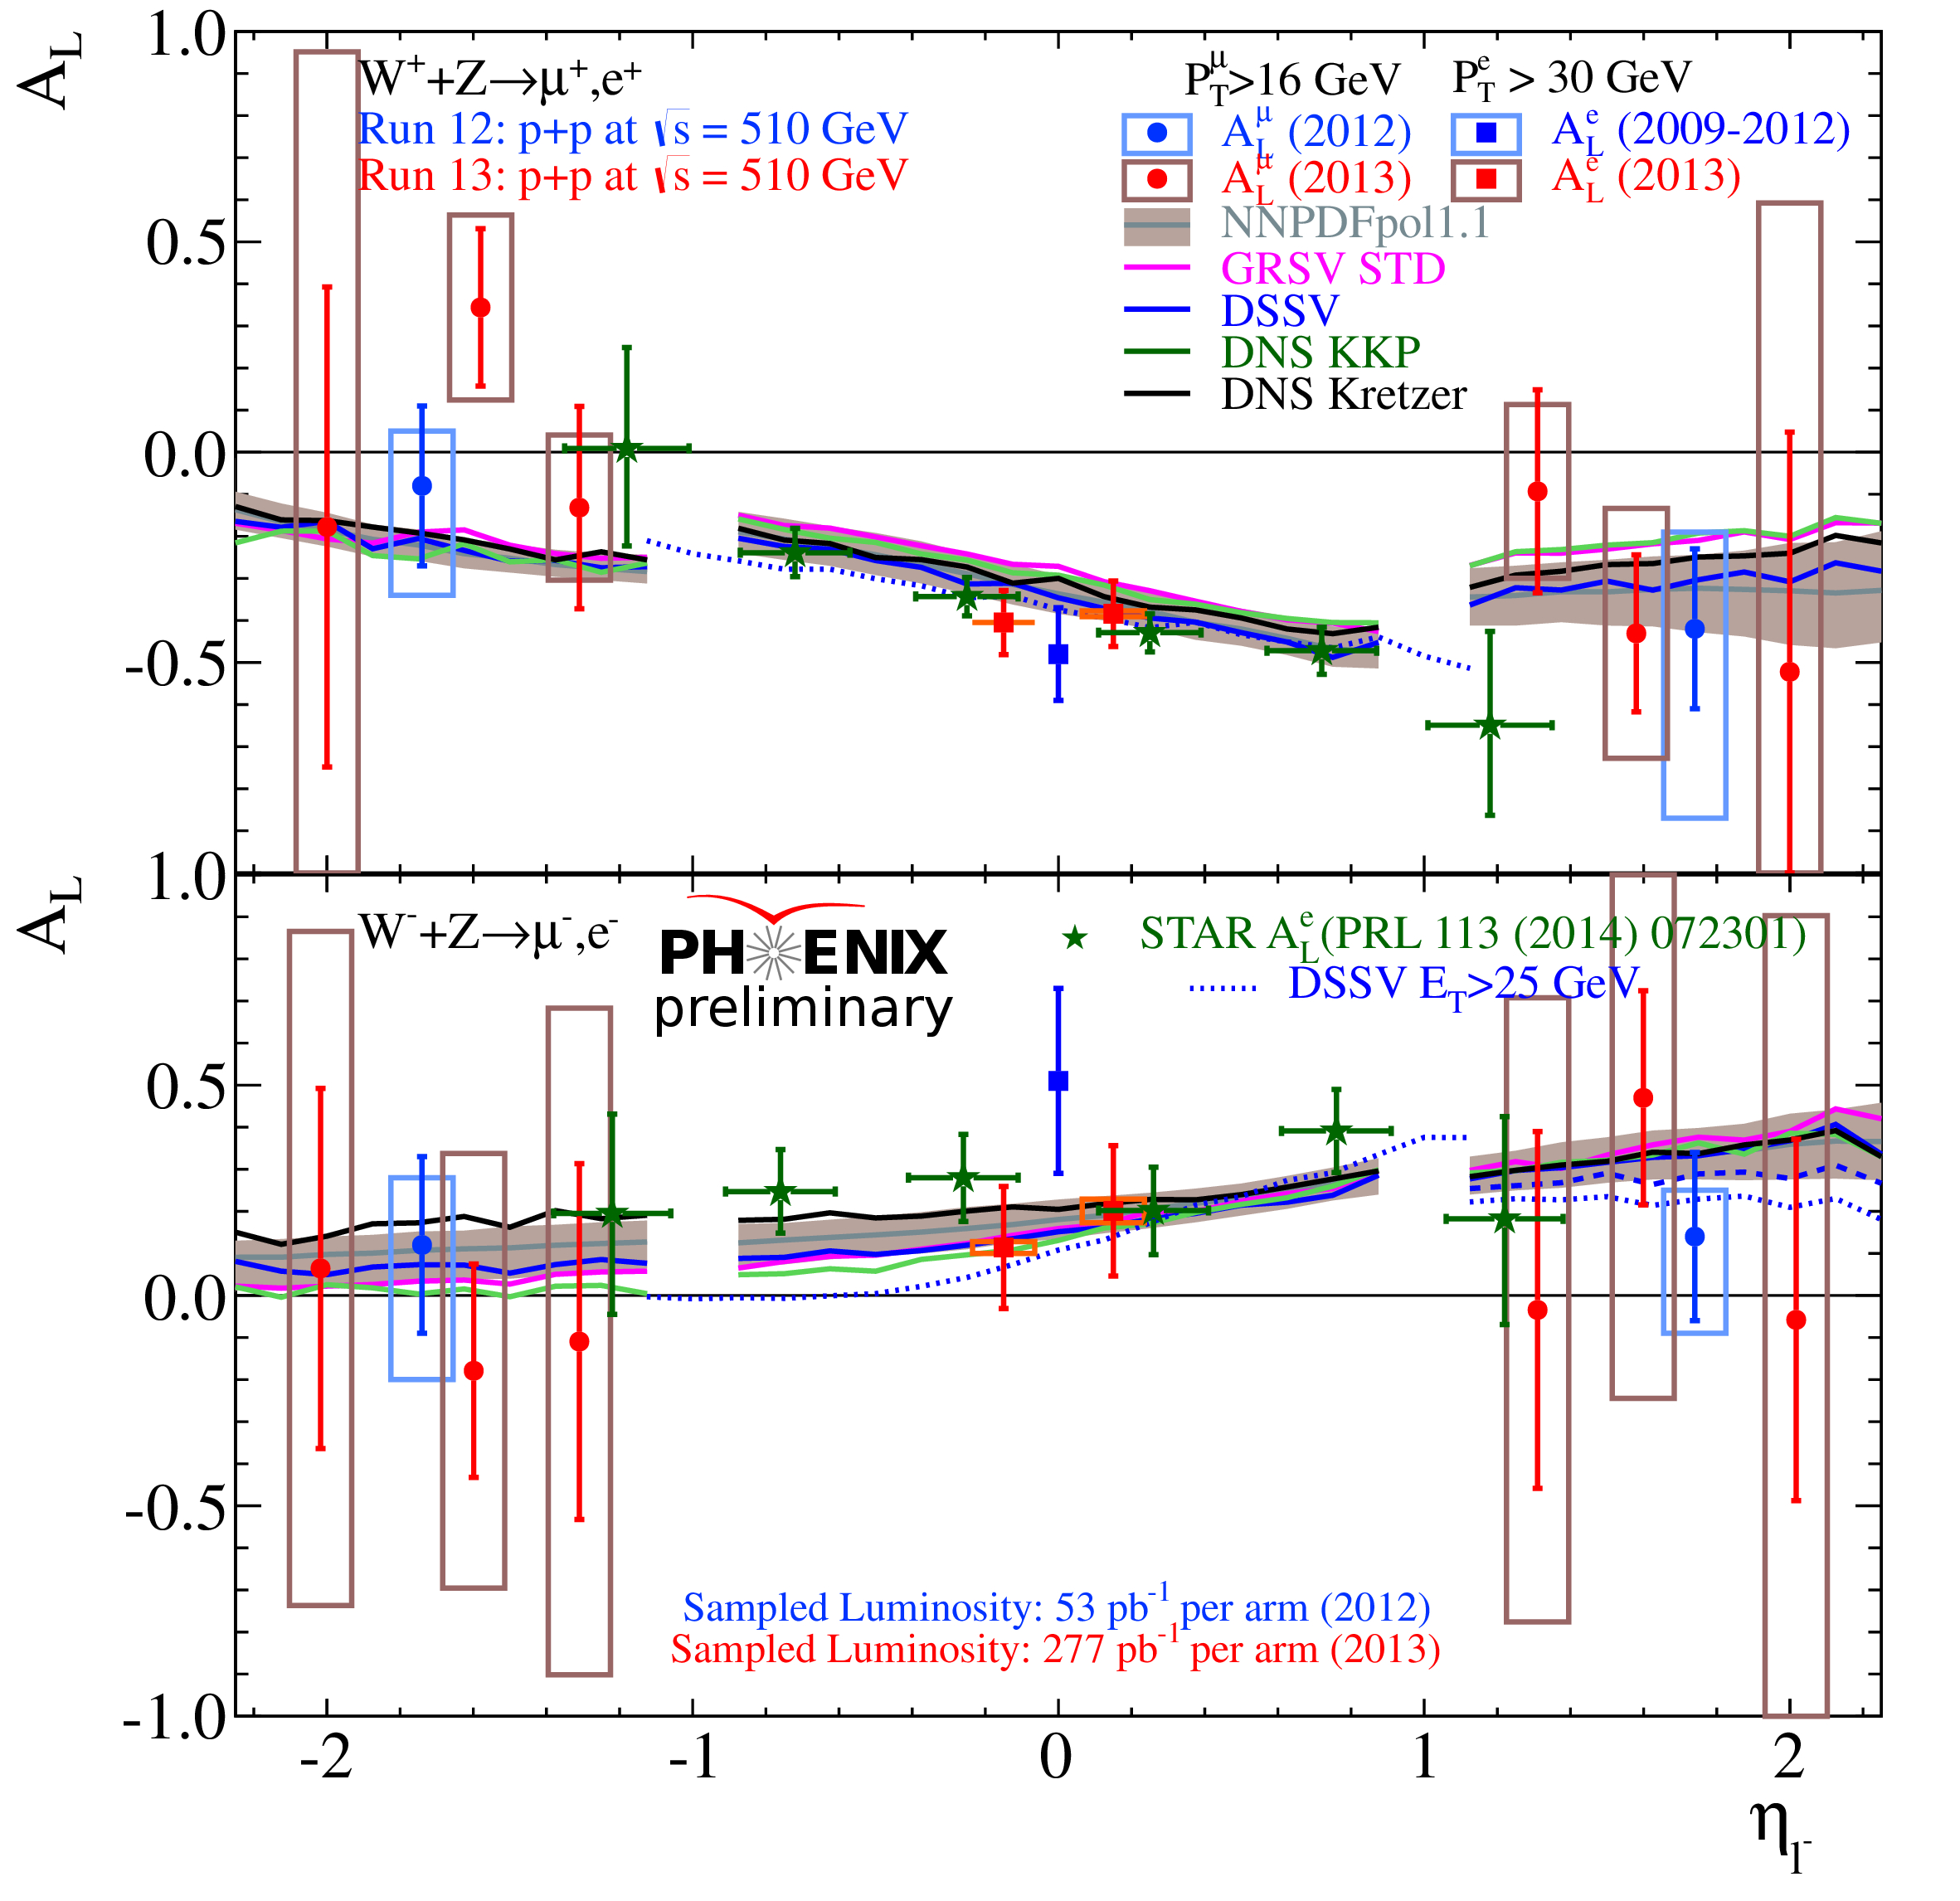 A_L
1.0
W^+ +Z→μ^+,e^+
P_T^μ>16 GeV P_T^e > 30 GeV
Run 12: p+p at √s = 510 GeV
A_L^μ (2012) A_L^e (2009-2012)
Run 13: p+p at √s = 510 GeV
A_L^μ (2013) A_L^e (2013)
NNPDFpol1.1
0.5
GRSV STD
DSSV
DNS KKP
DNS Kretzer
0.0
-0.5
A_L
1.0
W^- +Z→μ^-,e^-
PHENIX
preliminary
STAR A_L^e(PRL 113 (2014) 072301)
DSSV E_T>25 GeV
0.5
0.0
-0.5
Sampled Luminosity: 53 pb^-1 per arm (2012)
Sampled Luminosity: 277 pb^-1 per arm (2013)
-1.0
-2 -1 0 1 2
η_l^-